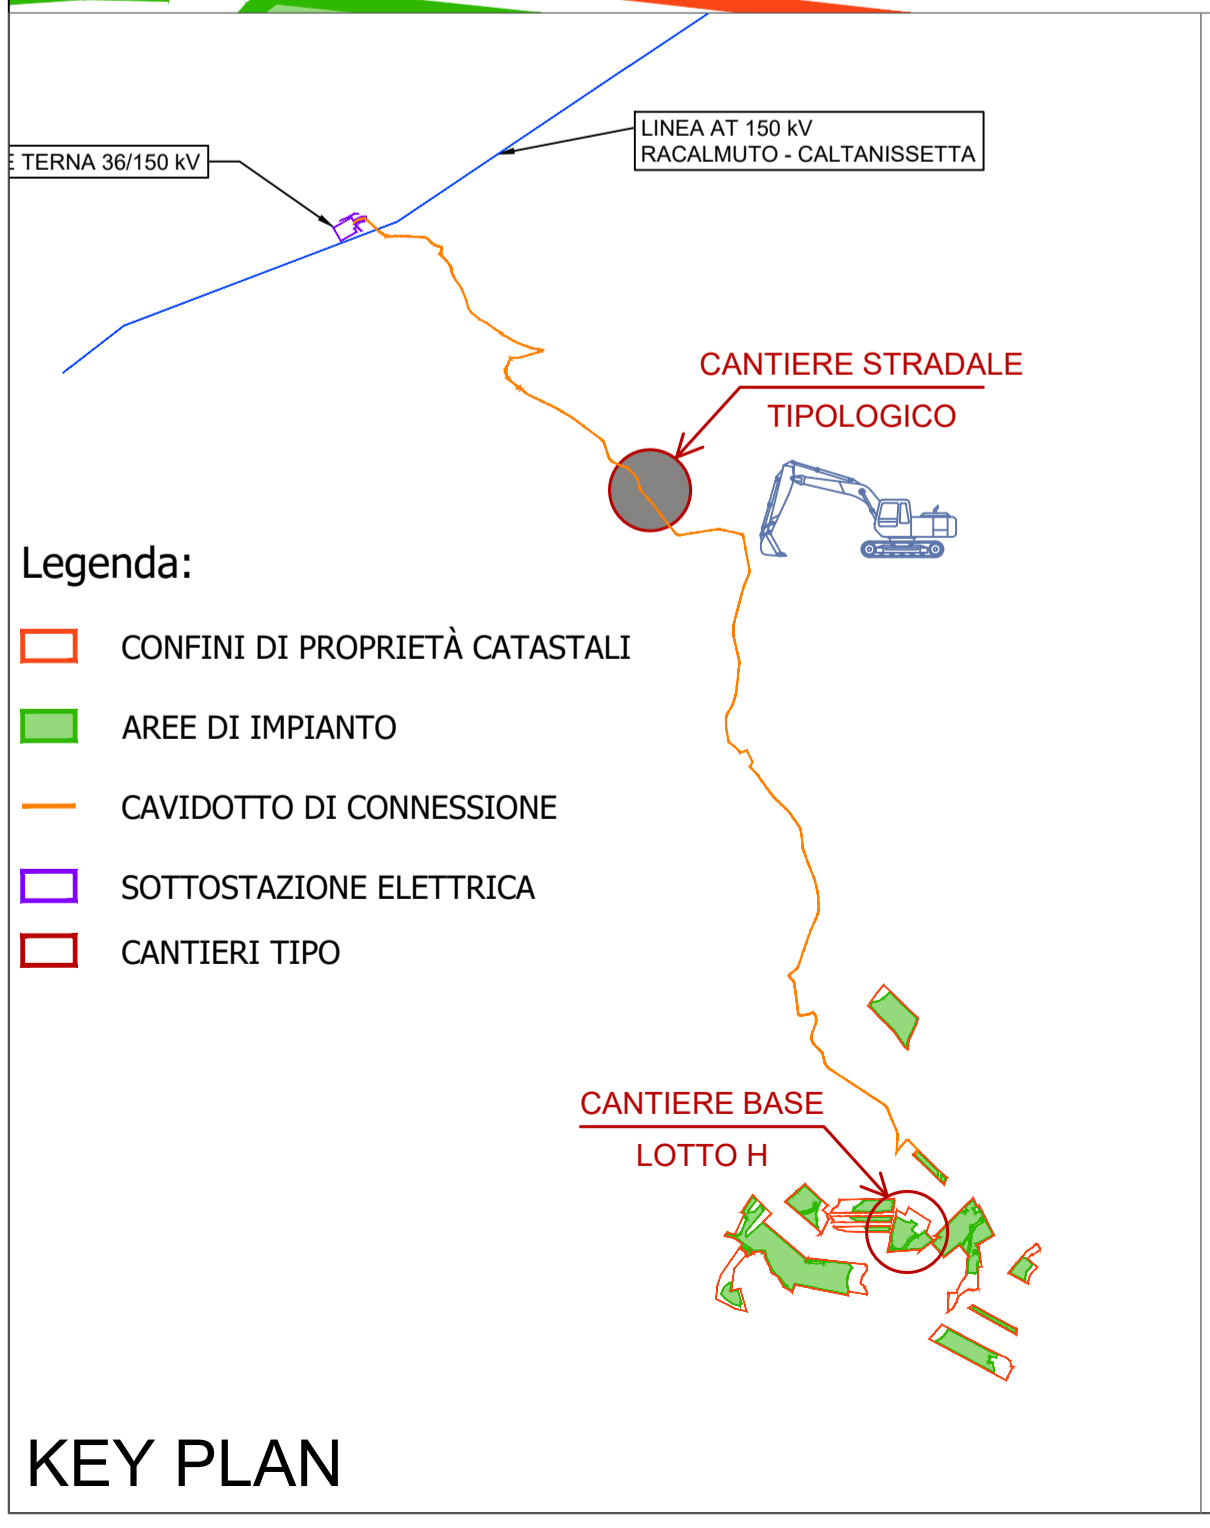 LINEA AT 150 kV
RACALMUTO - CALTANISSETTA
E TERNA 36/150 kV
CANTIERE STRADALE
TIPOLOGICO
Legenda:
CONFINI DI PROPRIETÀ CATASTALI
AREE DI IMPIANTO
CAVIDOTTO DI CONNESSIONE
SOTTOSTAZIONE ELETTRICA
CANTIERI TIPO
CANTIERE BASE
LOTTO H
KEY PLAN